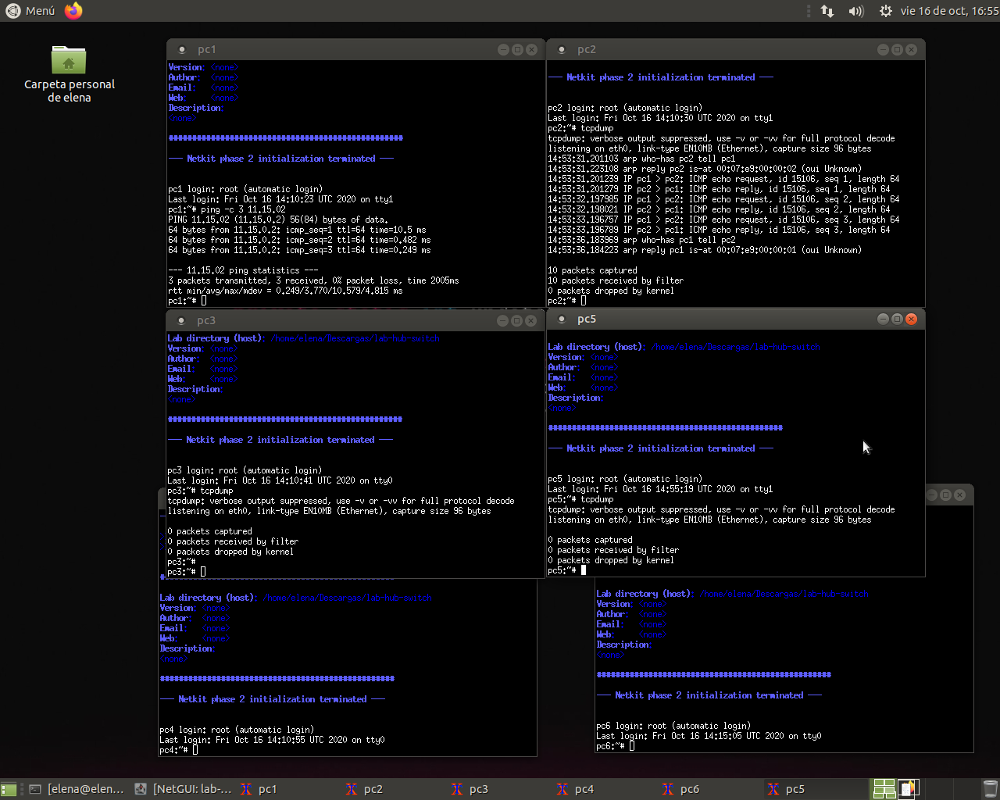 Menú
vie 16 de oct, 16:55
Carpeta personal
de elena
pc1
Version: <none>
Author: <none>
Email: <none>
Web: <none>
Description:
<none>
##################################################
--- Netkit phase 2 initialization terminated ---
pc1 login: root (automatic login)
Last login: Fri Oct 16 14:10:23 UTC 2020 on tty1
pc1:~# ping -c 3 11.15.02
PING 11.15.02 (11.15.0.2) 56(84) bytes of data.
64 bytes from 11.15.0.2: icmp_seq=1 ttl=64 time=10.5 ms
64 bytes from 11.15.0.2: icmp_seq=2 ttl=64 time=0.482 ms
64 bytes from 11.15.0.2: icmp_seq=3 ttl=64 time=0.249 ms
--- 11.15.02 ping statistics ---
3 packets transmitted, 3 received, 0% packet loss, time 2005ms
rtt min/avg/max/mdev = 0.249/3.770/10.579/4.815 ms
pc1:~#
pc2
--- Netkit phase 2 initialization terminated ---
pc2 login: root (automatic login)
Last login: Fri Oct 16 14:10:30 UTC 2020 on tty1
pc2:~# tcpdump
tcpdump: verbose output suppressed, use -v or -vv for full protocol decode
listening on eth0, link-type EN10MB (Ethernet), capture size 96 bytes
14:53:31.201103 arp who-has pc2 tell pc1
14:53:31.223108 arp reply pc2 is-at 00:07:e9:00:00:02 (oui Unknown)
14:53:31.201239 IP pc1 > pc2: ICMP echo request, id 15106, seq 1, length 64
14:53:31.201279 IP pc2 > pc1: ICMP echo reply, id 15106, seq 1, length 64
14:53:32.197985 IP pc1 > pc2: ICMP echo request, id 15106, seq 2, length 64
14:53:32.198021 IP pc2 > pc1: ICMP echo reply, id 15106, seq 2, length 64
14:53:33.196757 IP pc1 > pc2: ICMP echo request, id 15106, seq 3, length 64
14:53:33.196789 IP pc2 > pc1: ICMP echo reply, id 15106, seq 3, length 64
14:53:36.183969 arp who-has pc1 tell pc2
14:53:36.184223 arp reply pc1 is-at 00:07:e9:00:00:01 (oui Unknown)
10 packets captured
10 packets received by filter
0 packets dropped by kernel
pc2:~#
pc3
Lab directory (host): /home/elena/Descargas/lab-hub-switch
Version: <none>
Author: <none>
Email: <none>
Web: <none>
Description:
<none>
##################################################
--- Netkit phase 2 initialization terminated ---
pc3 login: root (automatic login)
Last login: Fri Oct 16 14:10:41 UTC 2020 on tty0
pc3:~# tcpdump
tcpdump: verbose output suppressed, use -v or -vv for full protocol decode
listening on eth0, link-type EN10MB (Ethernet), capture size 96 bytes
0 packets captured
0 packets received by filter
0 packets dropped by kernel
pc3:~#
pc3:~#
pc5
Lab directory (host): /home/elena/Descargas/lab-hub-switch
Version: <none>
Author: <none>
Email: <none>
Web: <none>
Description:
<none>
##################################################
--- Netkit phase 2 initialization terminated ---
pc5 login: root (automatic login)
Last login: Fri Oct 16 14:55:19 UTC 2020 on tty1
pc5:~# tcpdump
tcpdump: verbose output suppressed, use -v or -vv for full protocol decode
listening on eth0, link-type EN10MB (Ethernet), capture size 96 bytes
0 packets captured
0 packets received by filter
0 packets dropped by kernel
pc5:~#
Lab directory (host): /home/elena/Descargas/lab-hub-switch
Version: <none>
Author: <none>
Email: <none>
Web: <none>
Description:
<none>
##################################################
--- Netkit phase 2 initialization terminated ---
pc4 login: root (automatic login)
Last login: Fri Oct 16 14:10:55 UTC 2020 on tty0
pc4:~#
Lab directory (host): /home/elena/Descargas/lab-hub-switch
Version: <none>
Author: <none>
Email: <none>
Web: <none>
Description:
<none>
##################################################
--- Netkit phase 2 initialization terminated ---
pc6 login: root (automatic login)
Last login: Fri Oct 16 14:15:05 UTC 2020 on tty0
pc6:~#
[elena@elen... [NetGUI: lab-... pc1 pc2 pc3 pc4 pc6 pc5